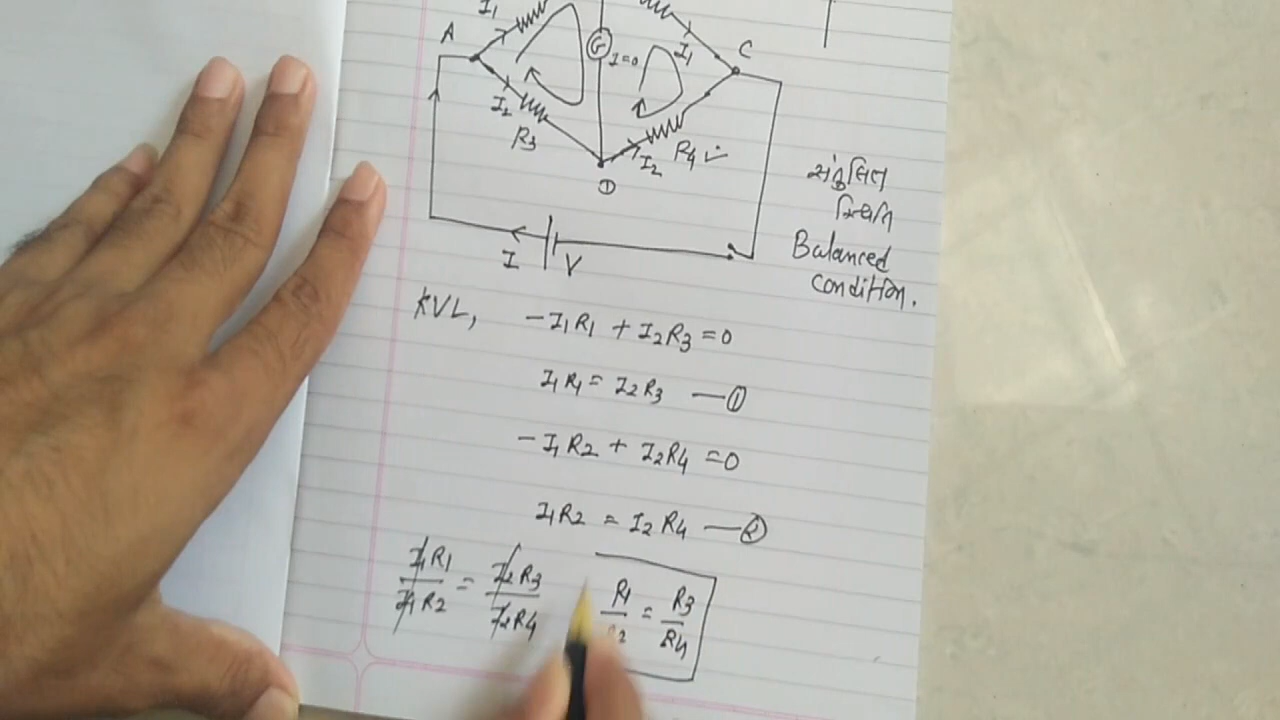 I₁
A
G
I=0
I₁
C
I₂
R₃
I₂
R₄ ✓
D
I
V
Balanced
condition.
KVL, -I₁R₁ + I₂R₃ = 0
I₁R₁ = I₂R₃ —①
-I₁R₂ + I₂R₄ = 0
I₁R₂ = I₂R₄ —②
I₁R₁/I₁R₂ = I₂R₃/I₂R₄
R₁/R₂ = R₃/R₄